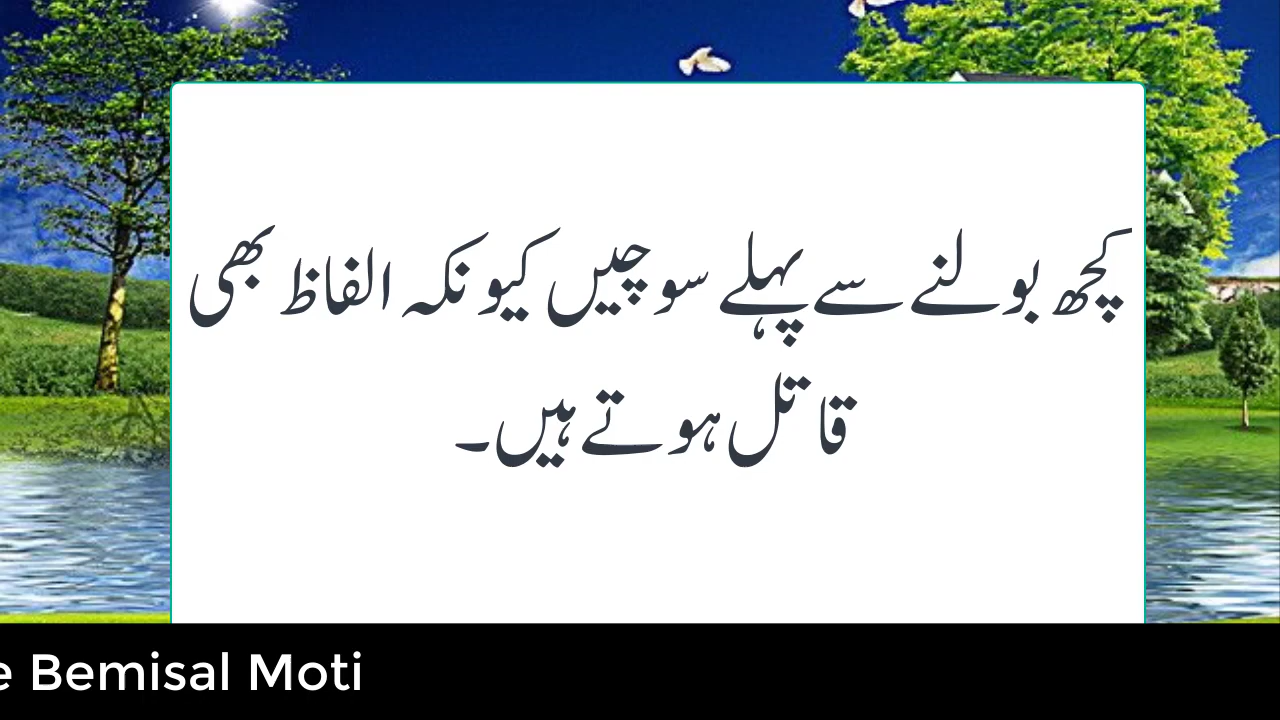 کچھ بولنے سے پہلے سوچیں کیونکہ الفاظ بھی
قاتل ہوتے ہیں۔
e Bemisal Moti